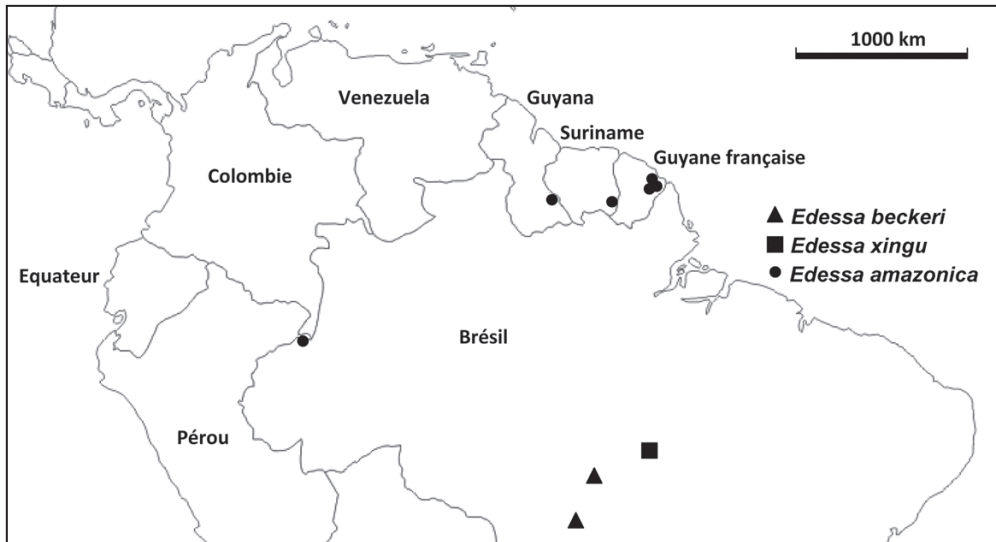 1000 km
Venezuela
Guyana
Suriname
Guyane française
Colombie
Edessa beckeri
Edessa xingu
Edessa amazonica
Equateur
Brésil
Pérou